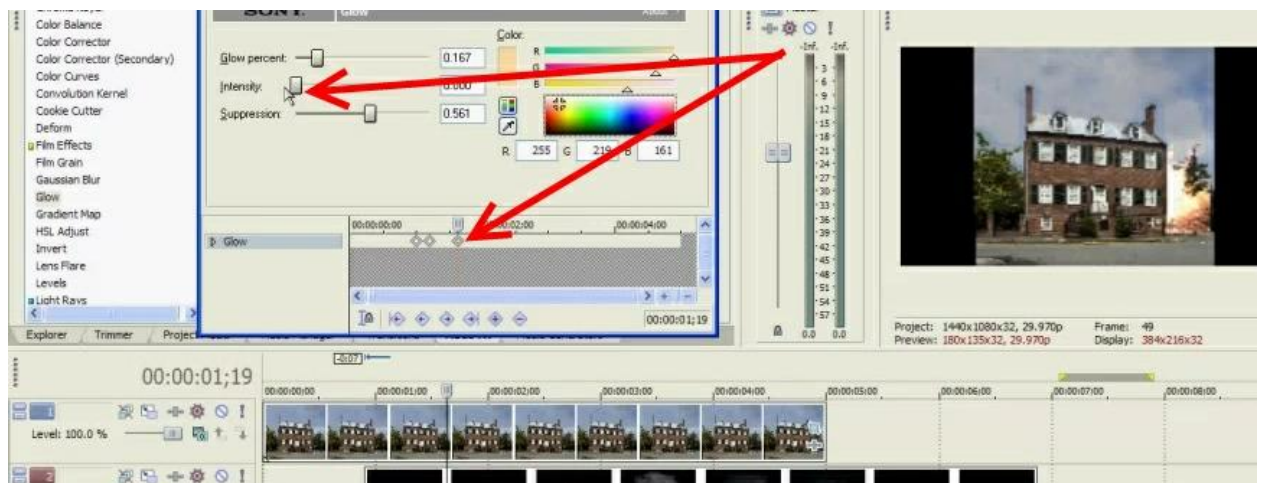 Color Balance
Color Corrector
Color Corrector (Secondary)
Color Curves
Convolution Kernel
Cookie Cutter
Deform
Film Effects
Film Grain
Gaussian Blur
Glow
Gradient Map
HSL Adjust
Invert
Lens Flare
Levels
Light Rays
Explorer Trimmer Project
SONY. Glow About
Glow percent: 0.167
Intensity: 0.000
Suppression: 0.561
Color:
R
G
B
R 255 G 219 B 161
00:00:00:00 00:00:02:00 00:00:04:00
Glow
00:00:01;19
-Inf. -Inf.
3
6
9
12
15
18
21
24
27
30
33
36
39
42
45
48
51
54
57
0.0 0.0
Project: 1440x1080x32, 29.970p Frame: 49
Preview: 180x135x32, 29.970p Display: 384x216x32
-0:07
00:00:01;19
00:00:00;00 00:00:01;00 00:00:02;00 00:00:03;00 00:00:04;00 00:00:05;00 00:00:06;00 00:00:07;00 00:00:08;00
1
Level: 100.0 %
2